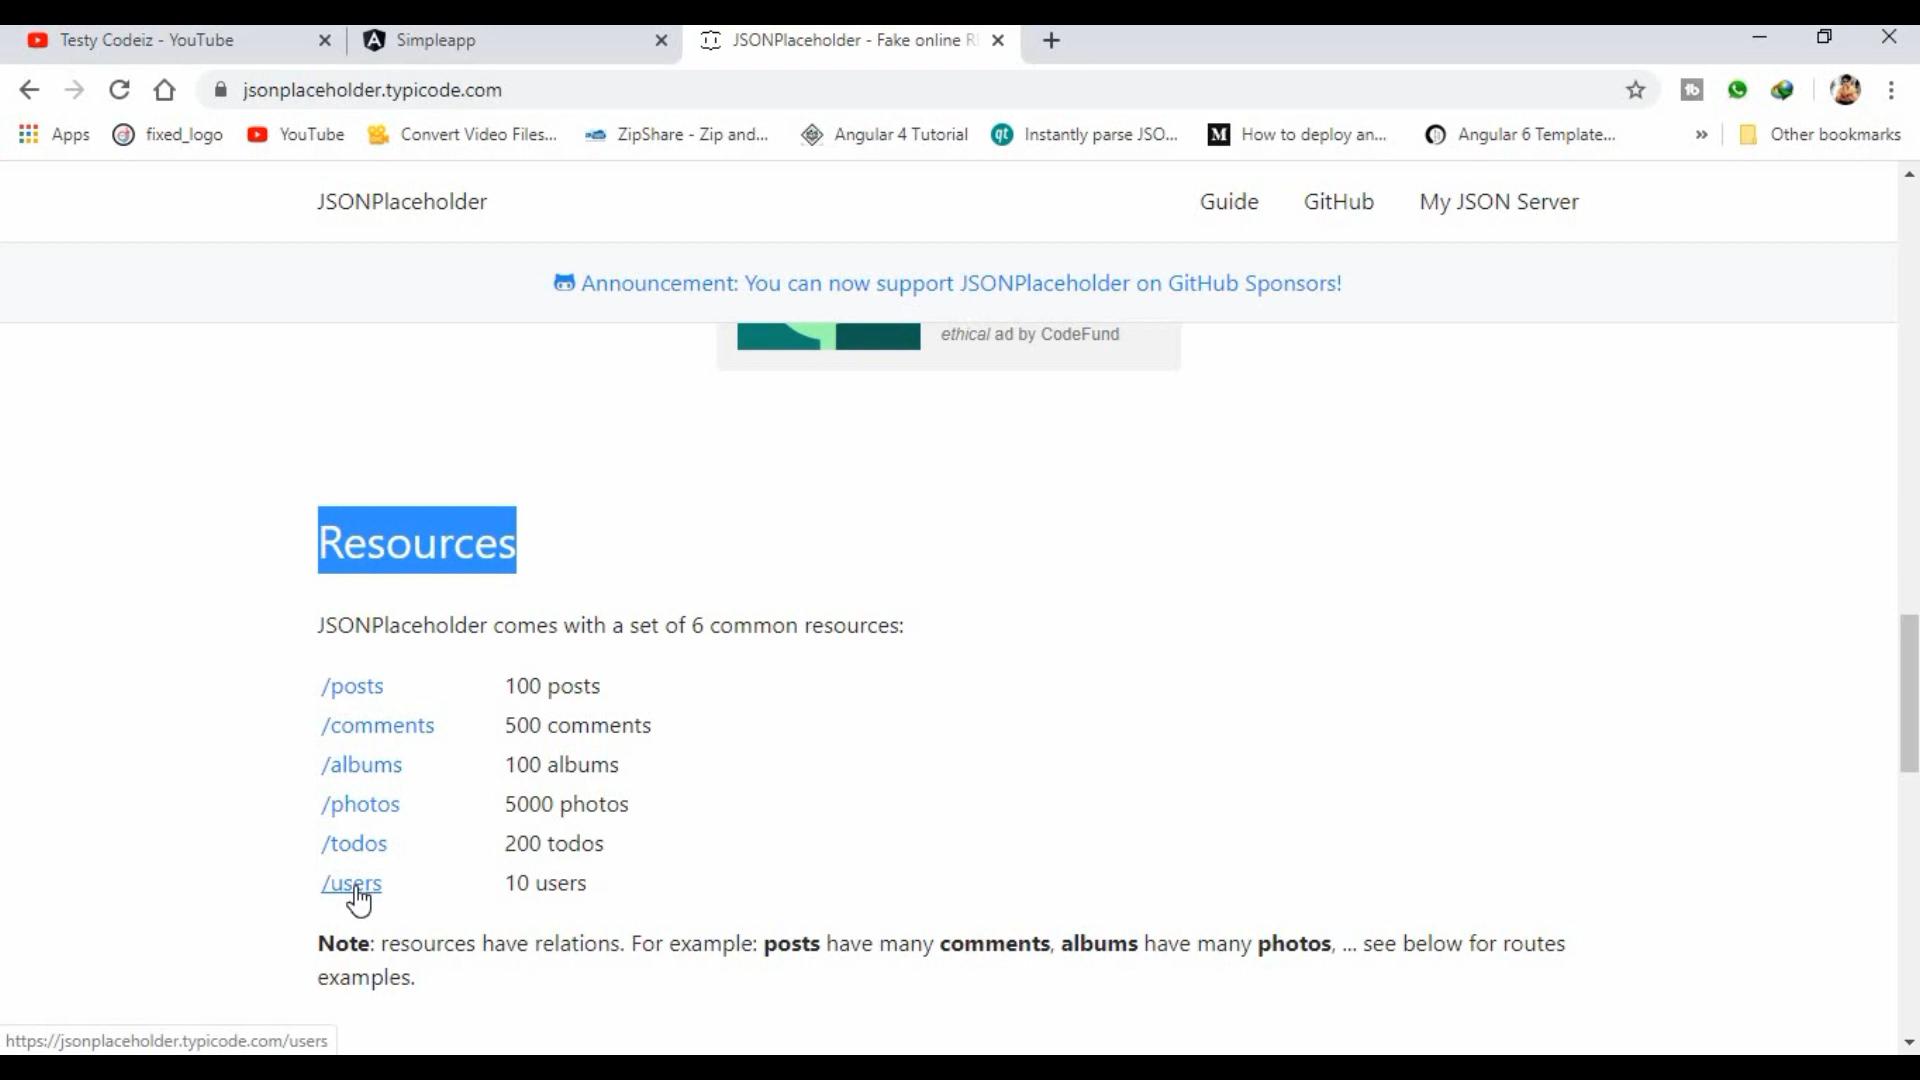 Testy Codeiz - YouTube
Simpleapp
JSONPlaceholder - Fake online R
jsonplaceholder.typicode.com
Apps
fixed_logo
YouTube
Convert Video Files...
ZipShare - Zip and...
Angular 4 Tutorial
qt
Instantly parse JSO...
M
How to deploy an...
Angular 6 Template...
»
Other bookmarks
JSONPlaceholder
Guide
GitHub
My JSON Server
Announcement: You can now support JSONPlaceholder on GitHub Sponsors!
ethical ad by CodeFund
Resources
JSONPlaceholder comes with a set of 6 common resources:
/posts 100 posts
/comments 500 comments
/albums 100 albums
/photos 5000 photos
/todos 200 todos
/users 10 users
Note: resources have relations. For example: posts have many comments, albums have many photos, ... see below for routes
examples.
https://jsonplaceholder.typicode.com/users